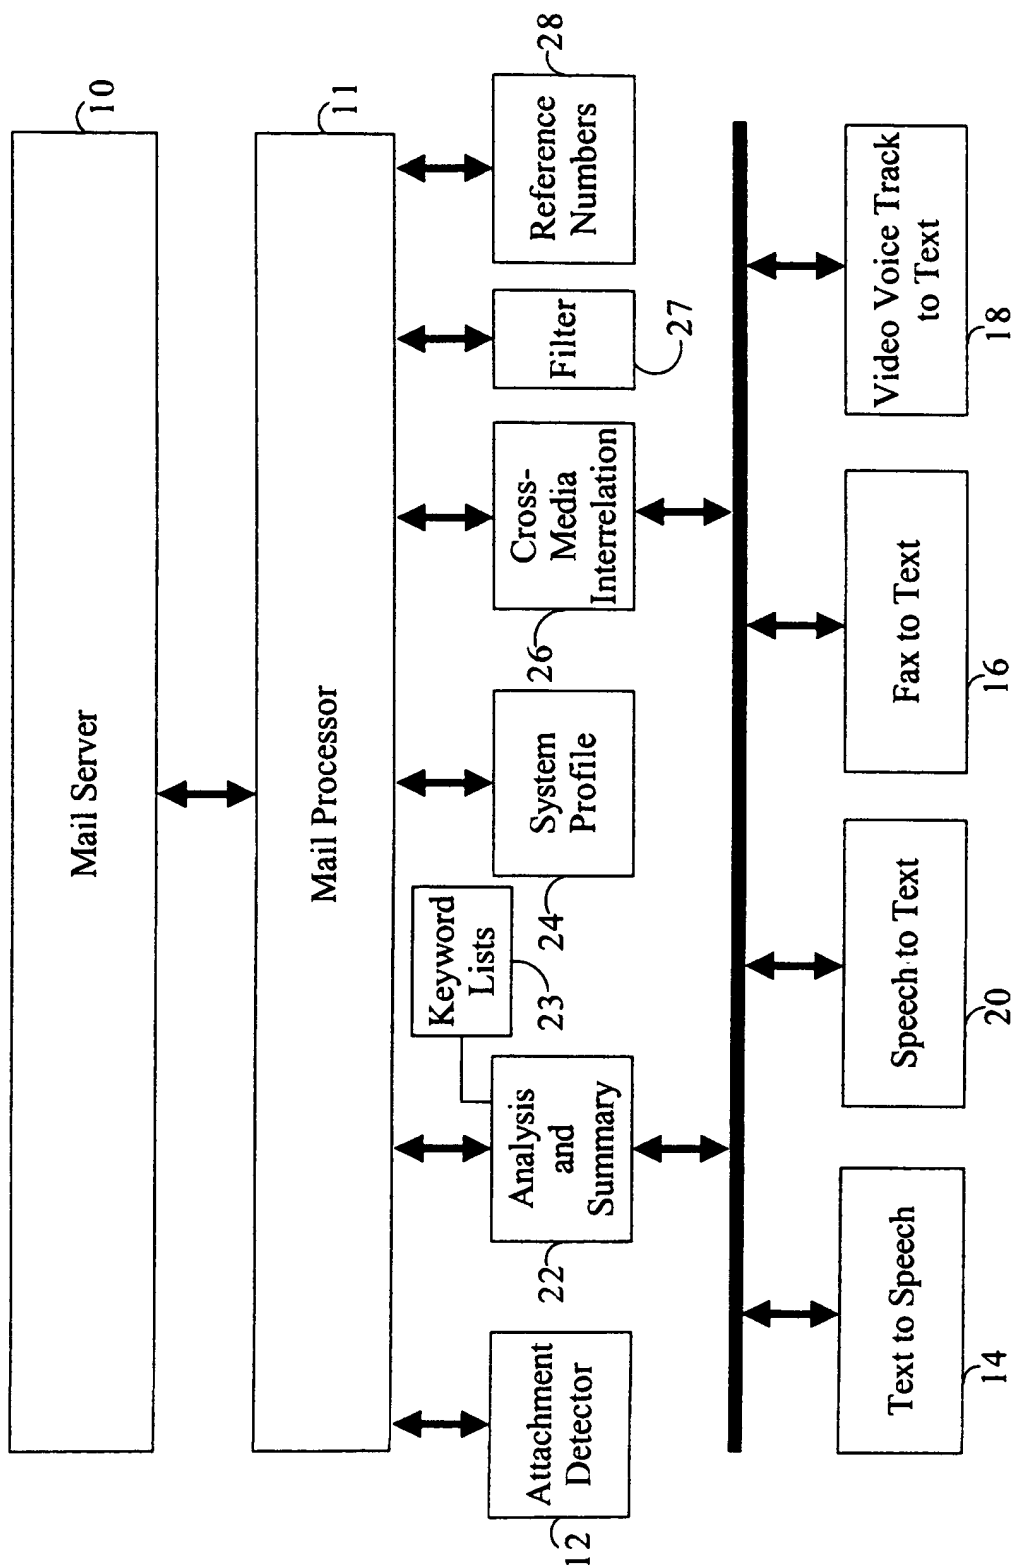 Mail Server
10
Mail Processor
11
Attachment
Detector
12
Analysis
and
Summary
22
Keyword
Lists
23
System
Profile
24
Cross-
Media
Interrelation
26
Filter
27
Reference
Numbers
28
Text to Speech
14
Speech to Text
20
Fax to Text
16
Video Voice Track
to Text
18